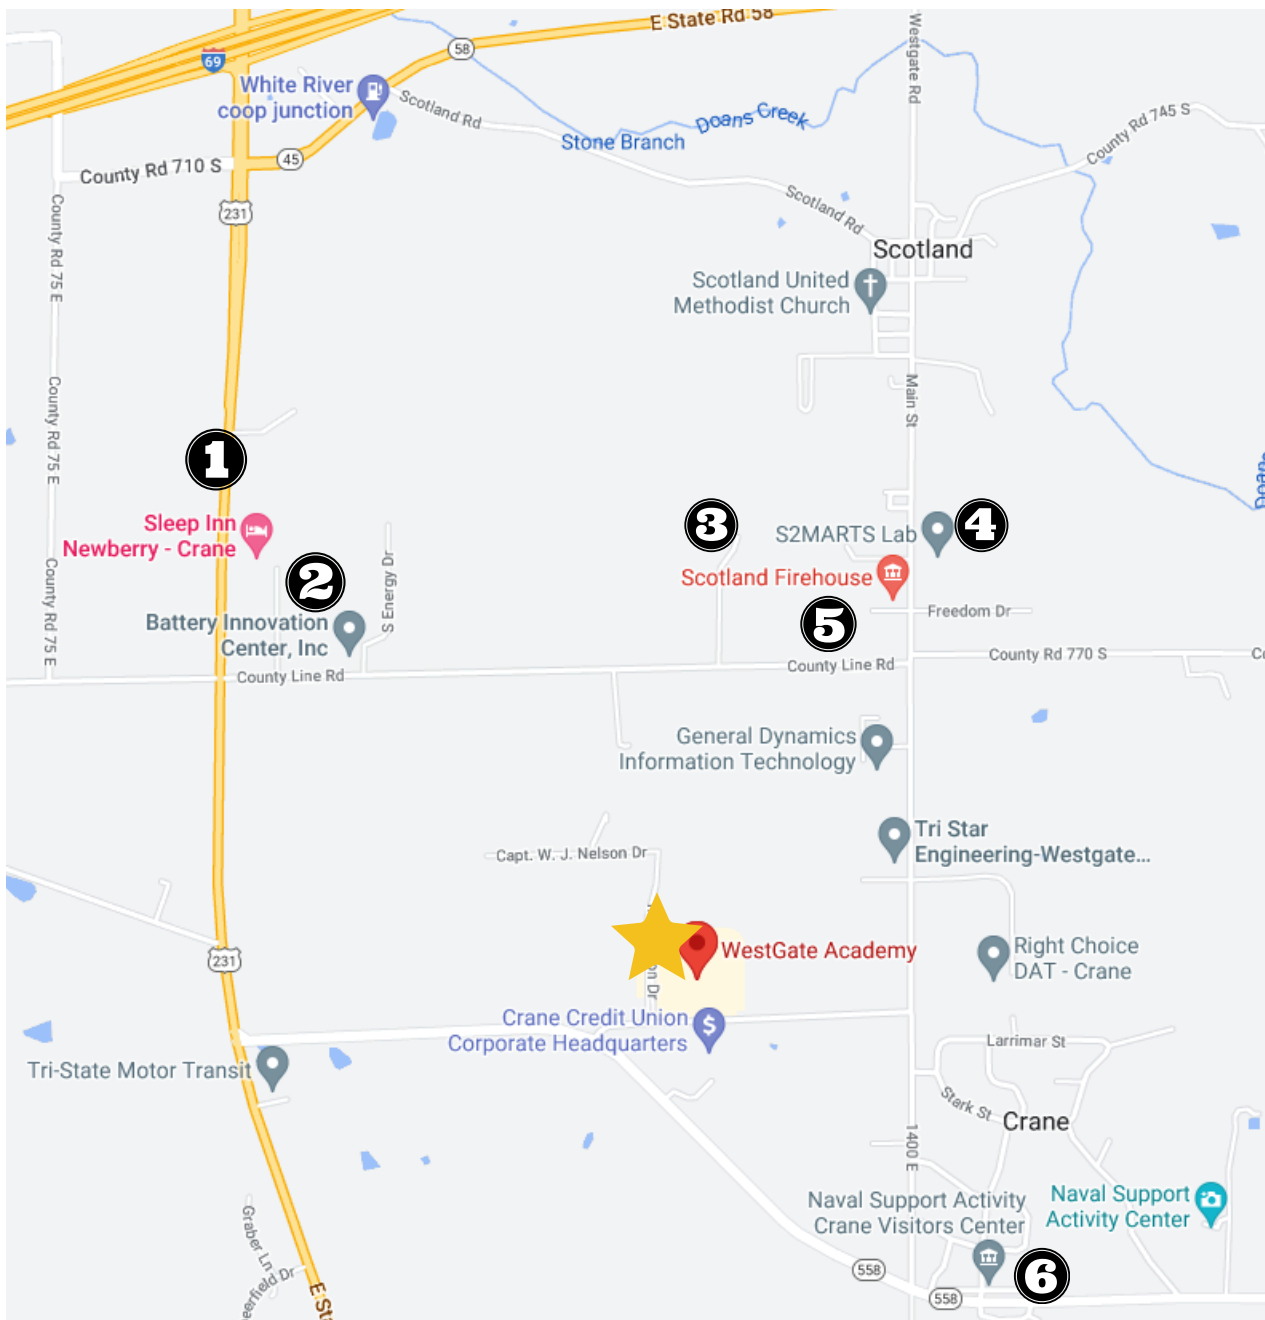 E State Rd 58
58
69
White River
coop junction
Scotland Rd
Westgate Rd
Doans Creek
Stone Branch
County Rd 745 S
45
County Rd 710 S
231
County Rd 75 E
Scotland Rd
Scotland
Scotland United
Methodist Church
County Rd 75 E
Main St
1
Sleep Inn
Newberry - Crane
3
S2MARTS Lab
4
2
S Energy Dr
Scotland Firehouse
County Rd 75 E
Battery Innovation
Center, Inc
5
Freedom Dr
County Line Rd
County Line Rd
County Rd 770 S
General Dynamics
Information Technology
Tri Star
Engineering-Westgate...
Capt. W. J. Nelson Dr
WestGate Academy
on Dr
231
Right Choice
DAT - Crane
Crane Credit Union
Corporate Headquarters
$
Larrimar St
Tri-State Motor Transit
Stark St
Crane
1400 E
Naval Support Activity
Crane Visitors Center
Naval Support
Activity Center
Graber Ln
eerfield Dr
558
6
558